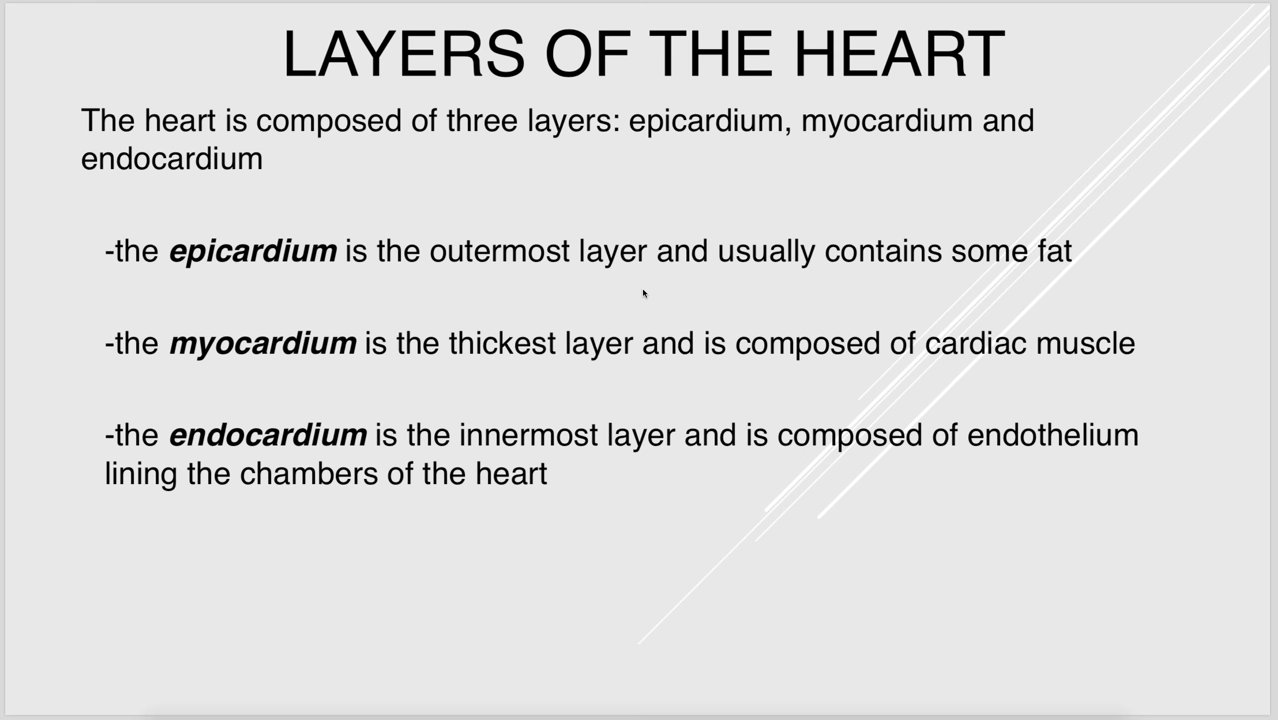 LAYERS OF THE HEART
The heart is composed of three layers: epicardium, myocardium and
endocardium
-the epicardium is the outermost layer and usually contains some fat
-the myocardium is the thickest layer and is composed of cardiac muscle
-the endocardium is the innermost layer and is composed of endothelium
lining the chambers of the heart